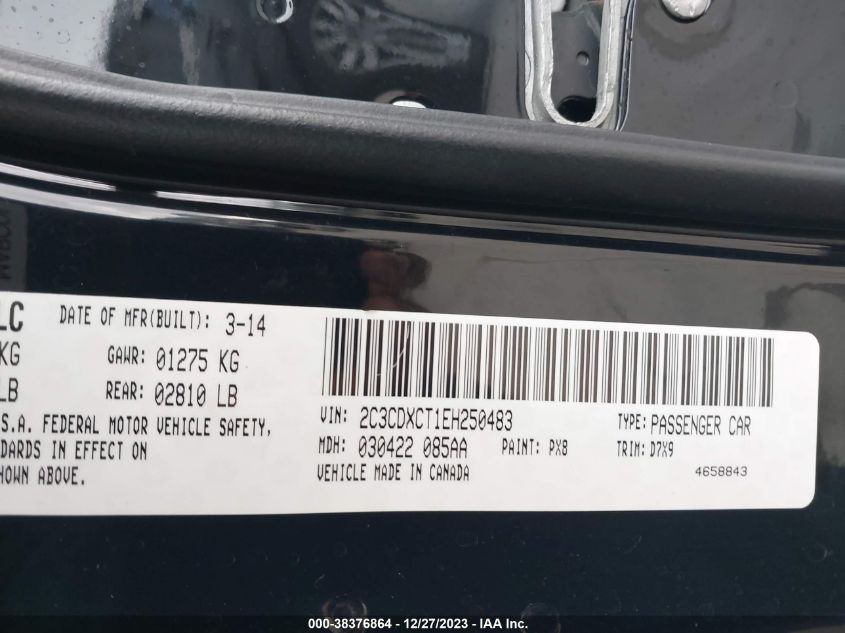 LC DATE OF MFR(BUILT): 3-14
KG GAWR: 01275 KG
LB REAR: 02810 LB
S.A. FEDERAL MOTOR VEHICLE SAFETY,
DARDS IN EFFECT ON
HOWN ABOVE.
VIN: 2C3CDXCT1EH250483 TYPE: PASSENGER CAR
MDH: 030422 085AA PAINT: PX8 TRIM: D7X9
VEHICLE MADE IN CANADA 4658843
000-38376864 - 12/27/2023 - IAA Inc.